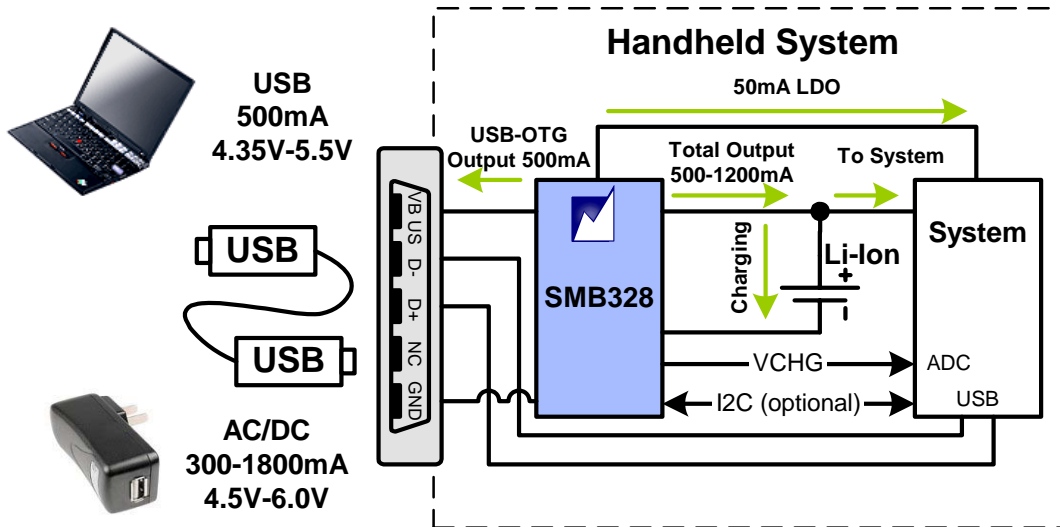 Handheld System
USB
500mA
4.35V-5.5V
50mA LDO
USB-OTG
Output 500mA
Total Output
500-1200mA
To System
VB
US
D-
D+
NC
GND
SMB328
Charging
Li-Ion
+
-
System
USB
USB
VCHG
ADC
I2C (optional)
USB
AC/DC
300-1800mA
4.5V-6.0V